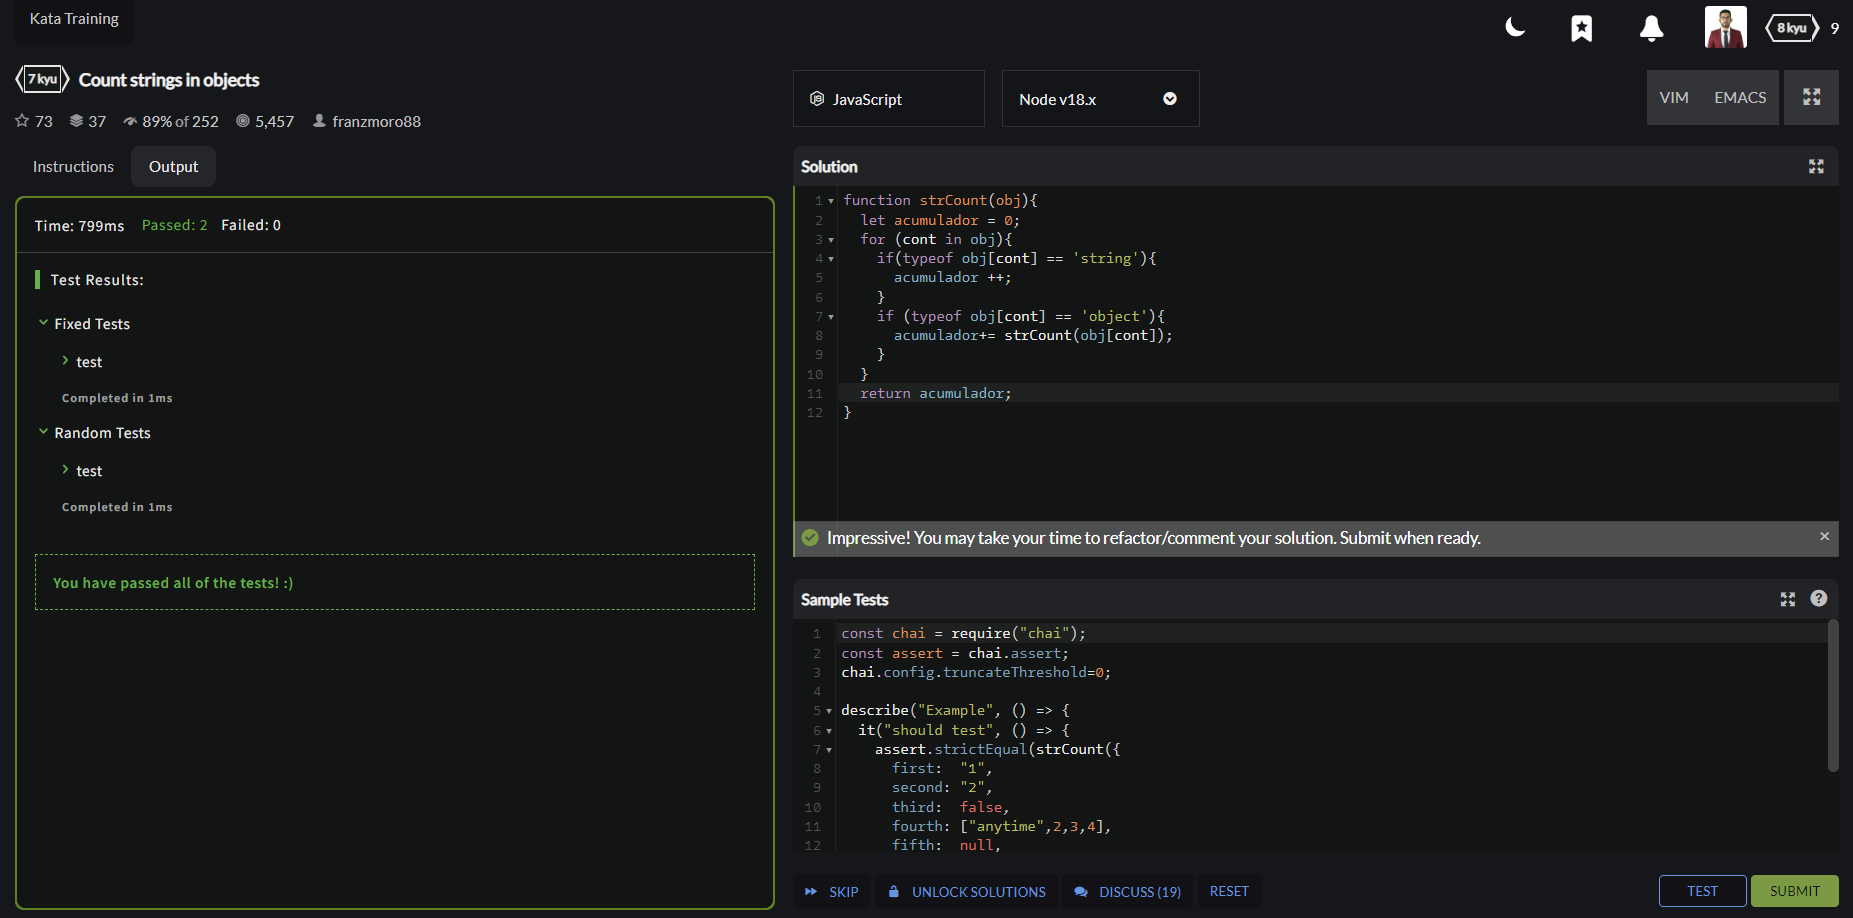 Kata Training
8 kyu 9
7 kyu Count strings in objects
73 37 89% of 252 5,457 franzmoro88
Instructions Output
Time: 799ms Passed: 2 Failed: 0
Test Results:
Fixed Tests
test
Completed in 1ms
Random Tests
test
Completed in 1ms
You have passed all of the tests! :)
JavaScript
Node v18.x
VIM EMACS
Solution
1 function strCount(obj){
2 let acumulador = 0;
3 for (cont in obj){
4 if(typeof obj[cont] == 'string'){
5 acumulador ++;
6 }
7 if (typeof obj[cont] == 'object'){
8 acumulador+= strCount(obj[cont]);
9 }
10 }
11 return acumulador;
12 }
Impressive! You may take your time to refactor/comment your solution. Submit when ready. ×
Sample Tests ?
1 const chai = require("chai");
2 const assert = chai.assert;
3 chai.config.truncateThreshold=0;
4
5 describe("Example", () => {
6 it("should test", () => {
7 assert.strictEqual(strCount({
8 first: "1",
9 second: "2",
10 third: false,
11 fourth: ["anytime",2,3,4],
12 fifth: null,
SKIP UNLOCK SOLUTIONS DISCUSS (19) RESET TEST SUBMIT